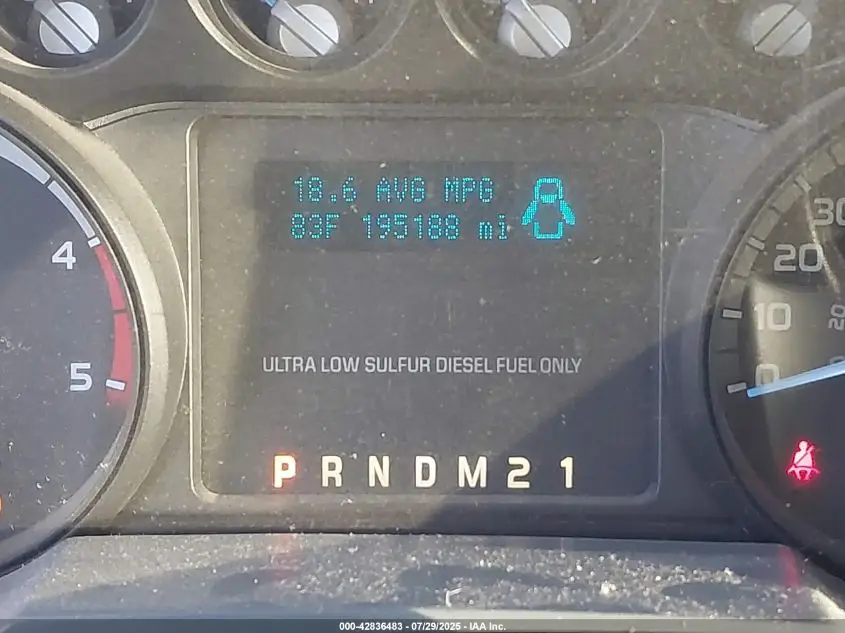 18.6 AVG MPG
83F 195188 mi
4
5
30
20
10
0
20
ULTRA LOW SULFUR DIESEL FUEL ONLY
P R N D M 2 1
000-42836483 - 07/29/2025 - IAA Inc.